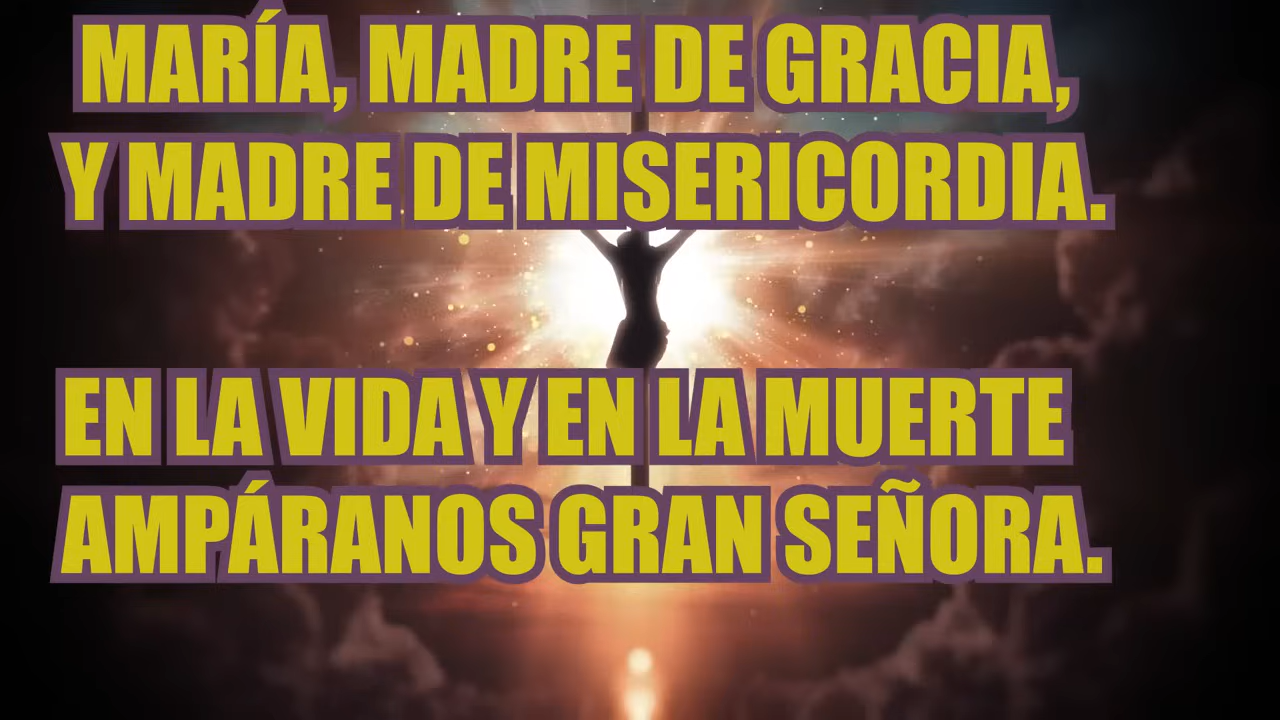 MARÍA, MADRE DE GRACIA,
Y MADRE DE MISERICORDIA.
EN LA VIDA Y EN LA MUERTE
AMPÁRANOS GRAN SEÑORA.